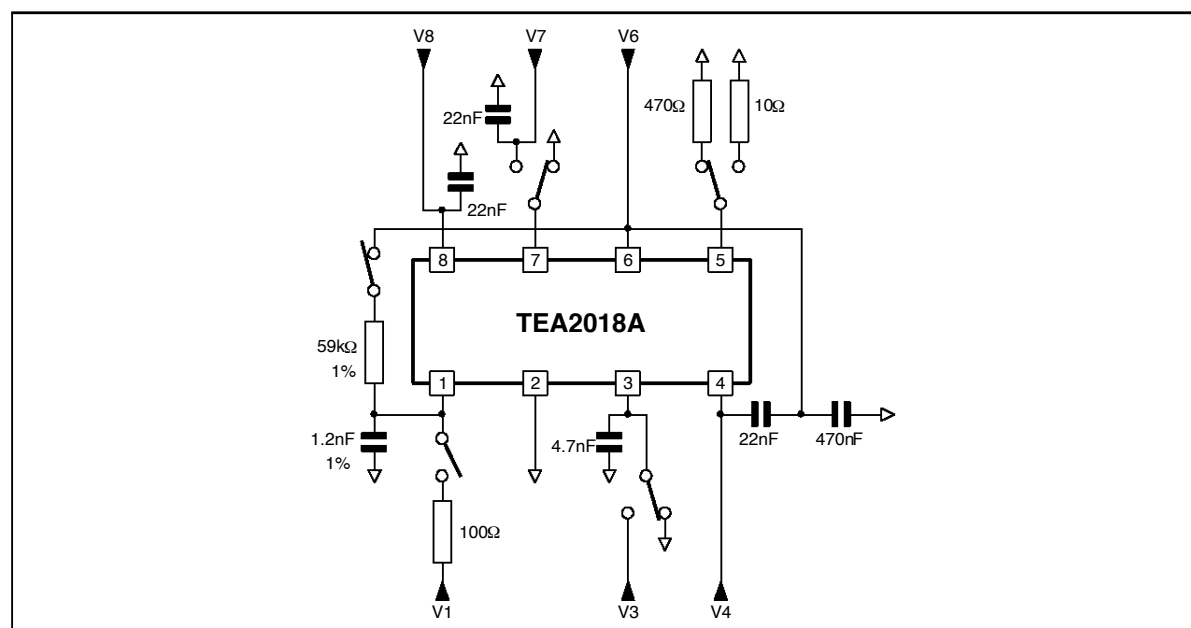 V8
V7
V6
22nF
470Ω
10Ω
22nF
8
7
6
5
TEA2018A
59kΩ
1%
1
2
3
4
1.2nF
1%
4.7nF
22nF
470nF
100Ω
V1
V3
V4